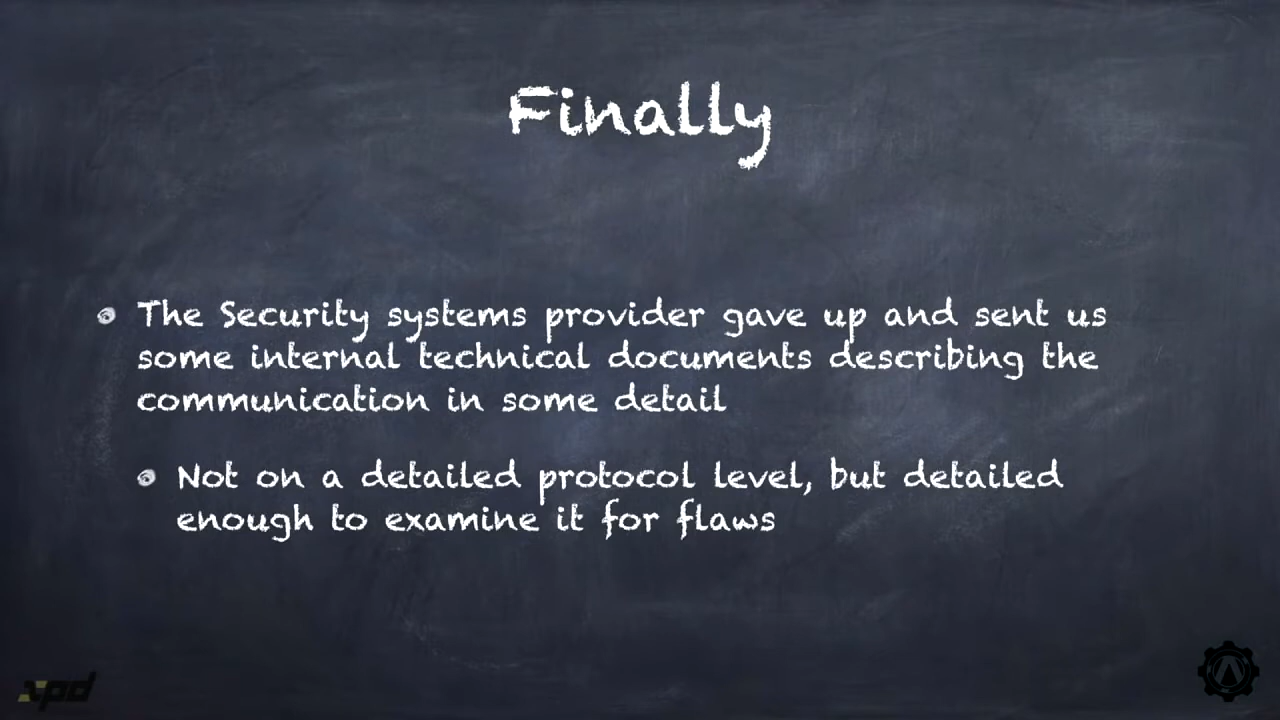 Finally
The Security systems provider gave up and sent us
some internal technical documents describing the
communication in some detail
Not on a detailed protocol level, but detailed
enough to examine it for flaws
xpd